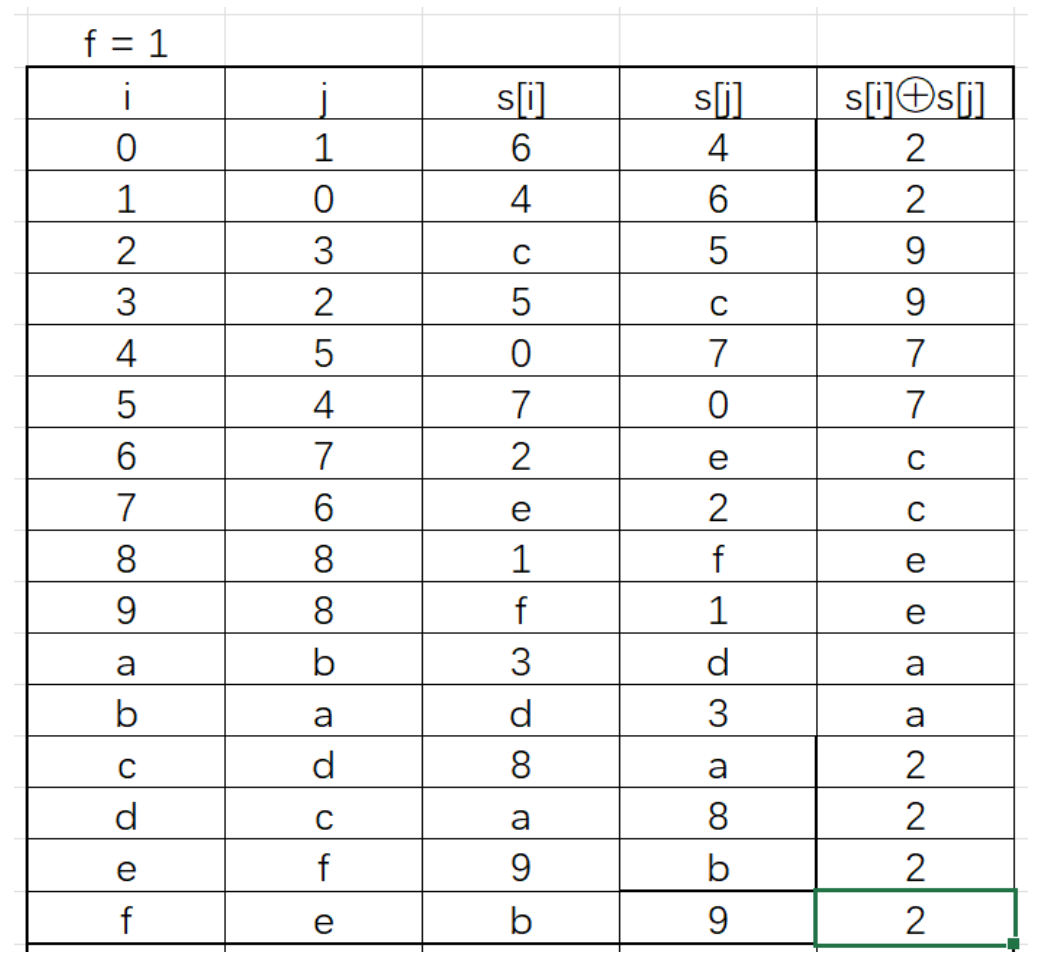 f = 1
i j s[i] s[j] s[i]⊕s[j]
0 1 6 4 2
1 0 4 6 2
2 3 c 5 9
3 2 5 c 9
4 5 0 7 7
5 4 7 0 7
6 7 2 e c
7 6 e 2 c
8 8 1 f e
9 8 f 1 e
a b 3 d a
b a d 3 a
c d 8 a 2
d c a 8 2
e f 9 b 2
f e b 9 2